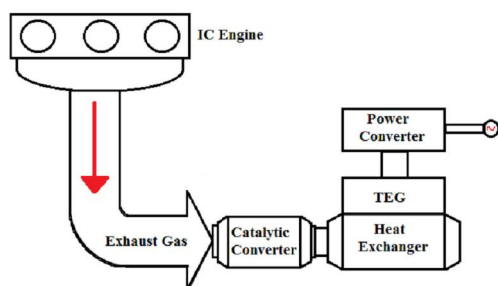 IC Engine
Power
Converter
TEG
Exhaust Gas
Catalytic
Converter
Heat
Exchanger